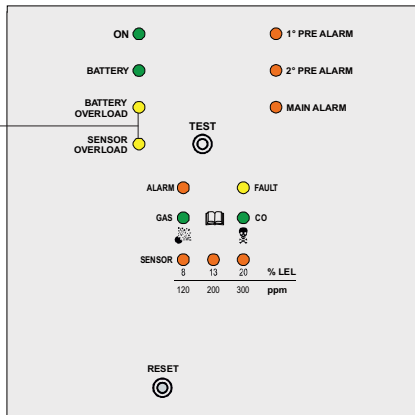 ON
1° PRE ALARM
BATTERY
2° PRE ALARM
BATTERY
OVERLOAD
MAIN ALARM
SENSOR
OVERLOAD
TEST
ALARM
FAULT
GAS
CO
SENSOR
8 13 20 % LEL
120 200 300 ppm
RESET